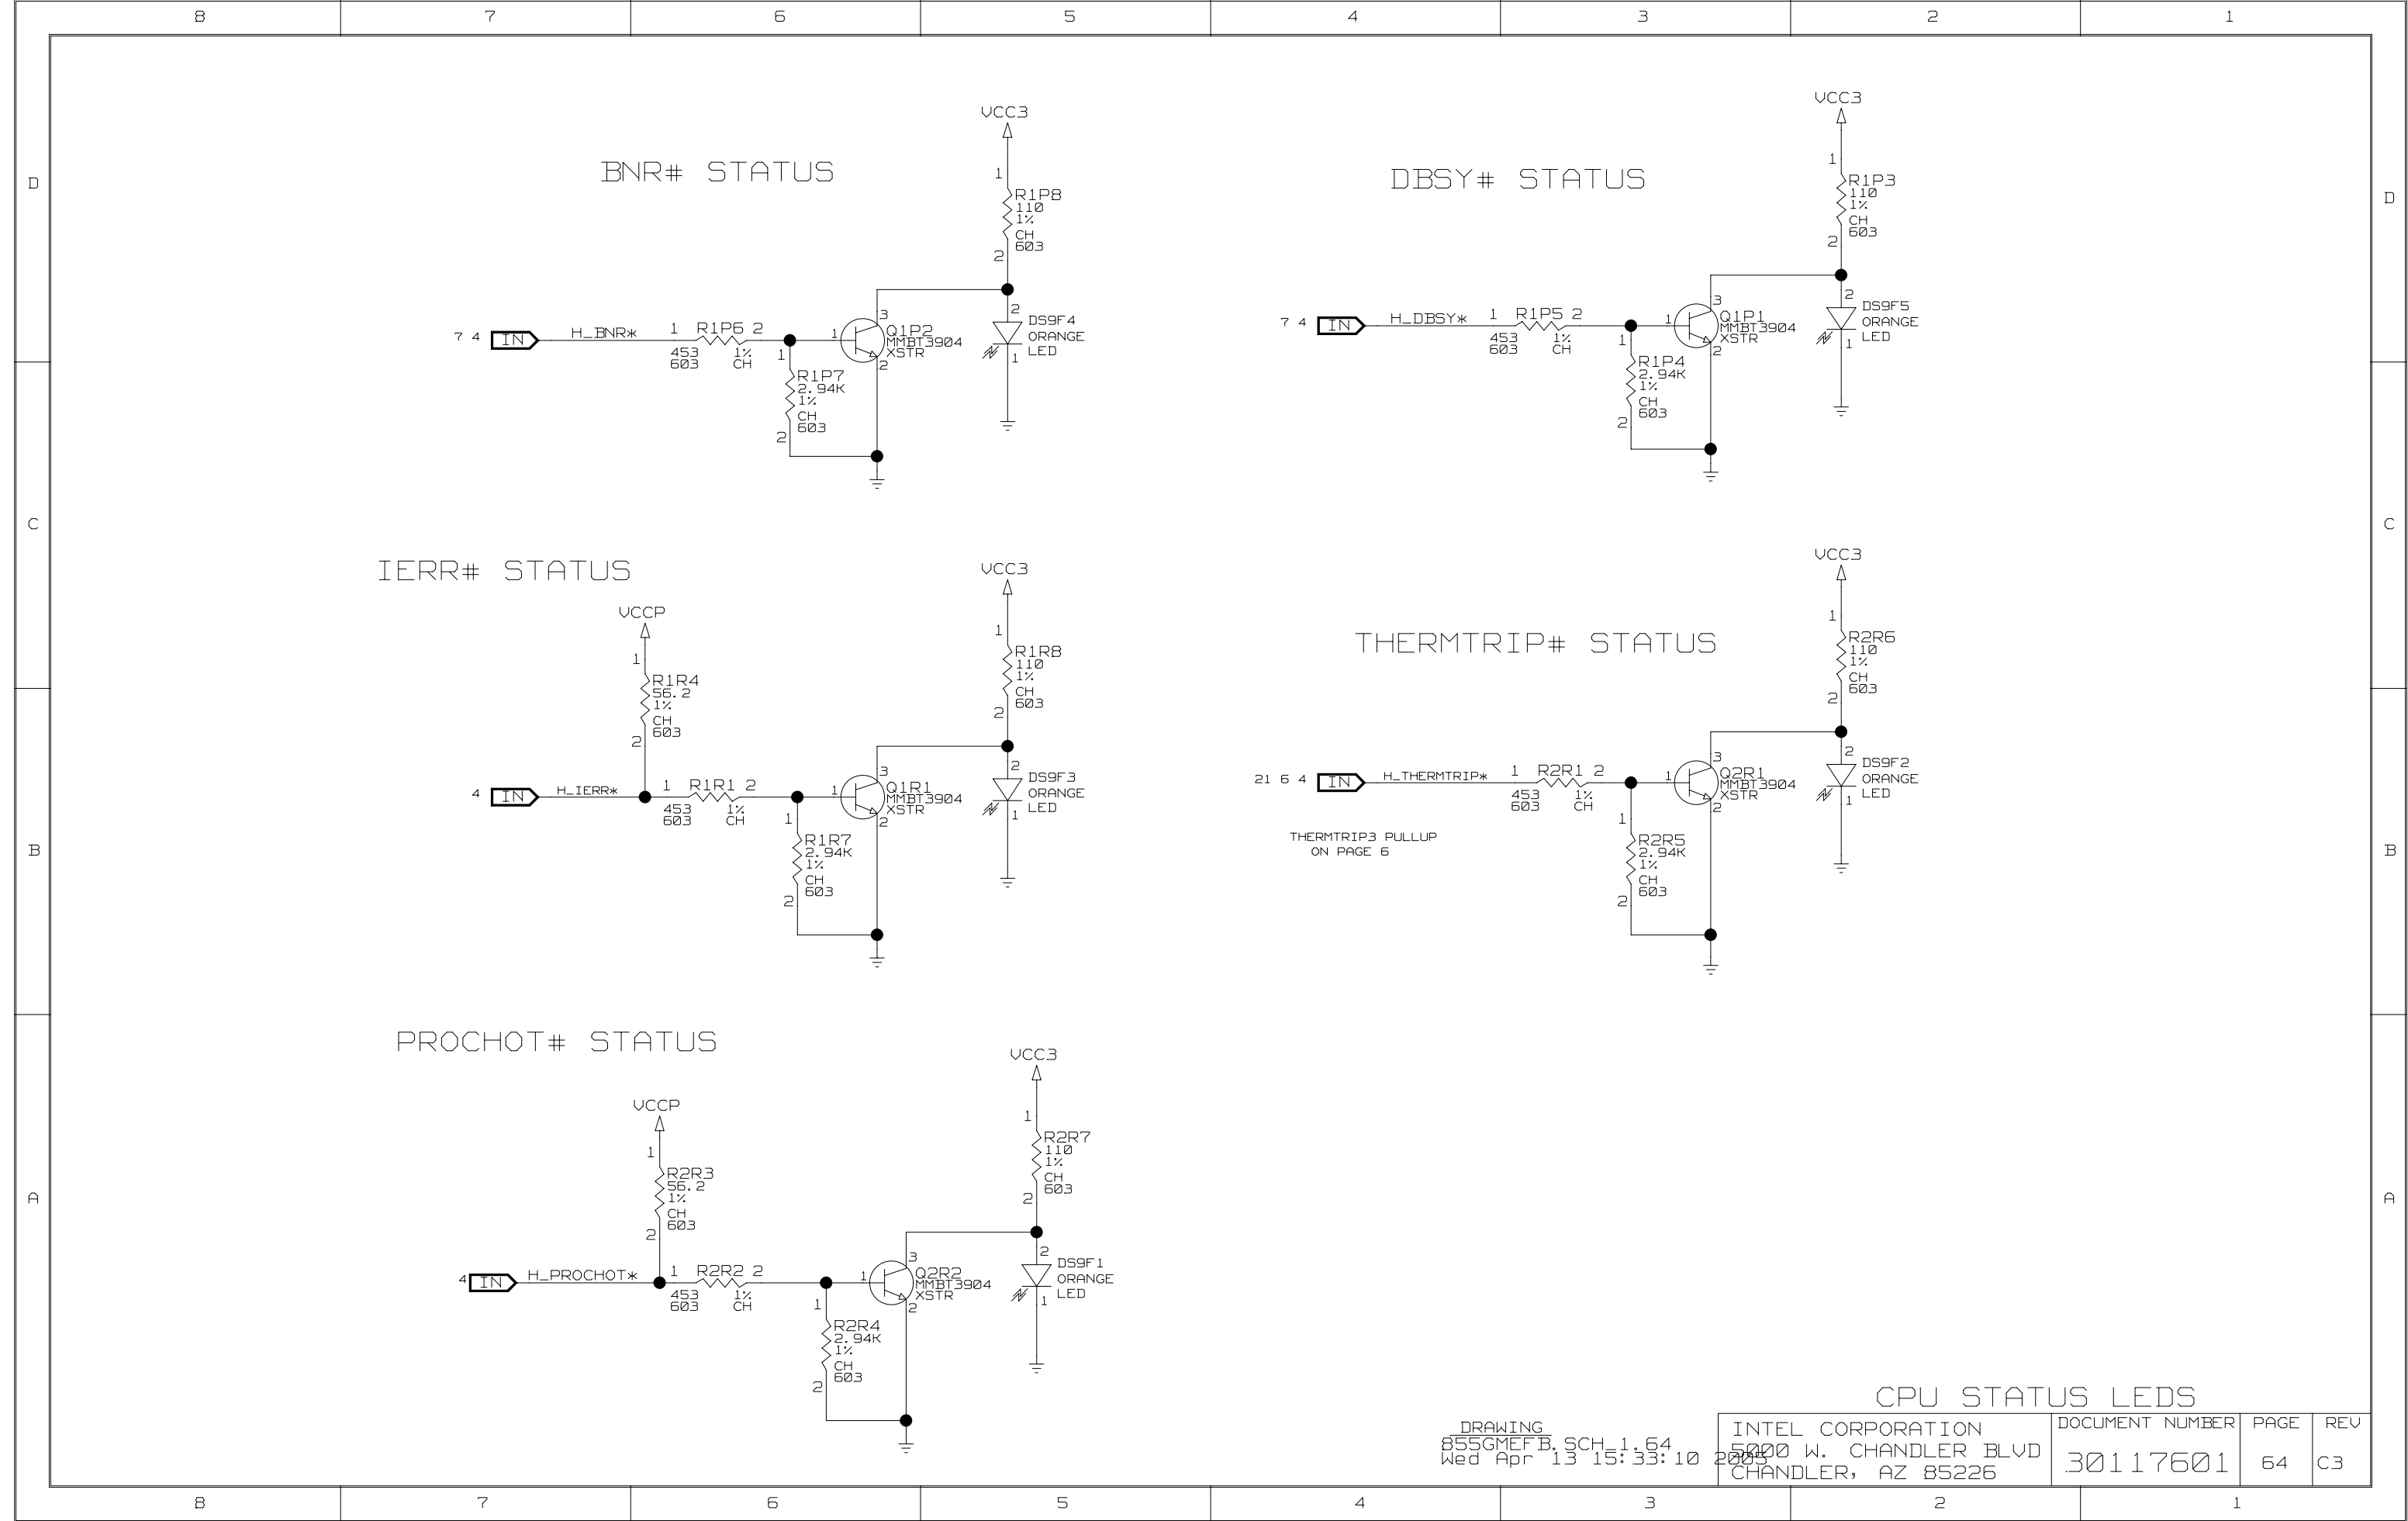 8 7 6 5 4 3 2 1
D
D
C
C
B
B
A
A
BNR# STATUS
VCC3
1
R1P8
110
1%
CH
603
2
7 4 IN H_BNR* 1 R1P6 2
453 1%
603 CH
1
R1P7
2.94K
1%
CH
603
2
1
3
Q1P2
MMBT3904
XSTR
2
2
DS9F4
ORANGE
LED
1
DBSY# STATUS
VCC3
1
R1P3
110
1%
CH
603
2
7 4 IN H_DBSY* 1 R1P5 2
453 1%
603 CH
1
R1P4
2.94K
1%
CH
603
2
1
3
Q1P1
MMBT3904
XSTR
2
2
DS9F5
ORANGE
LED
1
IERR# STATUS
VCCP
1
R1R4
56.2
1%
CH
603
2
VCC3
1
R1R8
110
1%
CH
603
2
4 IN H_IERR* 1 R1R1 2
453 1%
603 CH
1
R1R7
2.94K
1%
CH
603
2
1
3
Q1R1
MMBT3904
XSTR
2
2
DS9F3
ORANGE
LED
1
THERMTRIP# STATUS
VCC3
1
R2R6
110
1%
CH
603
2
21 6 4 IN H_THERMTRIP* 1 R2R1 2
453 1%
603 CH
THERMTRIP3 PULLUP
ON PAGE 6
1
R2R5
2.94K
1%
CH
603
2
1
3
Q2R1
MMBT3904
XSTR
2
2
DS9F2
ORANGE
LED
1
PROCHOT# STATUS
VCCP
1
R2R3
56.2
1%
CH
603
2
VCC3
1
R2R7
110
1%
CH
603
2
4 IN H_PROCHOT* 1 R2R2 2
453 1%
603 CH
1
R2R4
2.94K
1%
CH
603
2
1
3
Q2R2
MMBT3904
XSTR
2
2
DS9F1
ORANGE
LED
1
CPU STATUS LEDS
DRAWING
855GMEFB.SCH_1.64
Wed Apr 13 15:33:10 2005
INTEL CORPORATION
5000 W. CHANDLER BLVD
CHANDLER, AZ 85226
DOCUMENT NUMBER
30117601
PAGE
64
REV
C3
8 7 6 5 4 3 2 1